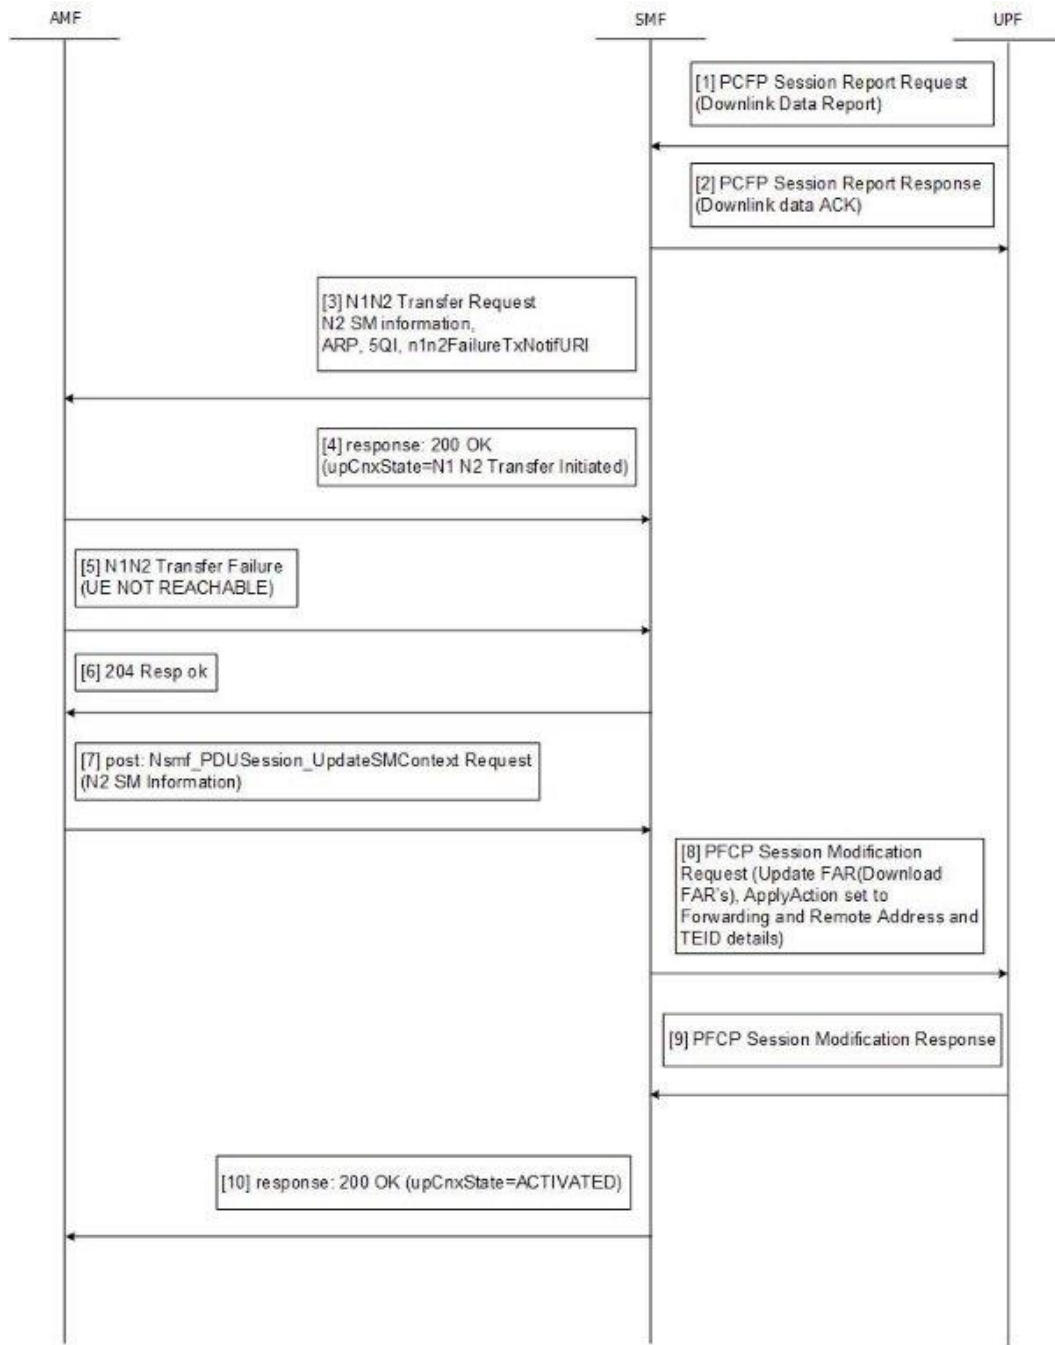 AMF SMF UPF
[1] PCFP Session Report Request
(Downlink Data Report)
[2] PCFP Session Report Response
(Downlink data ACK)
[3] N1N2 Transfer Request
N2 SM information,
ARP, 5QI, n1n2FailureTxNotifURI
[4] response: 200 OK
(upCnxState=N1 N2 Transfer Initiated)
[5] N1N2 Transfer Failure
(UE NOT REACHABLE)
[6] 204 Resp ok
[7] post: Nsmf_PDUSession_UpdateSMContext Request
(N2 SM Information)
[8] PFCP Session Modification
Request (Update FAR(Download
FAR's), ApplyAction set to
Forwarding and Remote Address and
TEID details)
[9] PFCP Session Modification Response
[10] response: 200 OK (upCnxState=ACTIVATED)